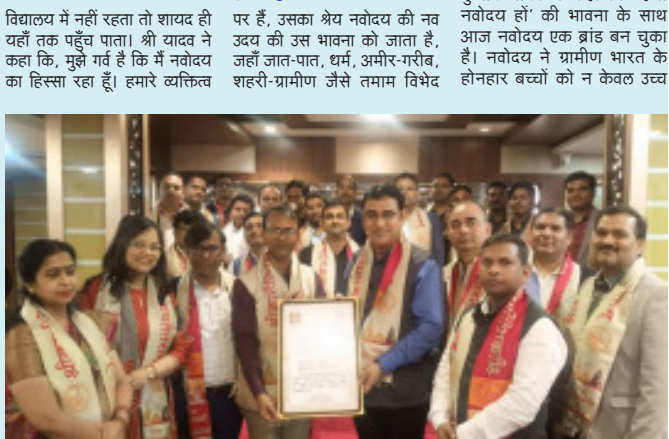 विद्यालय में नहीं रहता तो शायद ही
यहाँ तक पहुँच पाता। श्री यादव ने
कहा कि, मुझे गर्व है कि मैं नवोदय
का हिस्सा रहा हूँ। हमारे व्यक्तित्व
पर हैं, उसका श्रेय नवोदय की नव
उदय की उस भावना को जाता है,
जहाँ जात-पात, धर्म, अमीर-गरीब,
शहरी-ग्रामीण जैसे तमाम विभेद
नवोदय हों' की भावना के साथ
आज नवोदय एक ब्रांड बन चुका
है। नवोदय ने ग्रामीण भारत के
होनहार बच्चों को न केवल उच्च